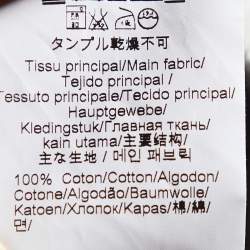 タンブル乾燥不可
Tissu principal/Main fabric/
Tejido principal /
Tessuto principale/Tecido principal/
Hauptgewebe/
Kledingstuk/Главная ткань/
kain utama/主要结构/
主な生地 / 메인 패브릭
100% Coton/Cotton/Algodon/
Cotone/Algodão/Baumwolle/
Katoen/Хлопок/Kapas/棉/綿/
면/